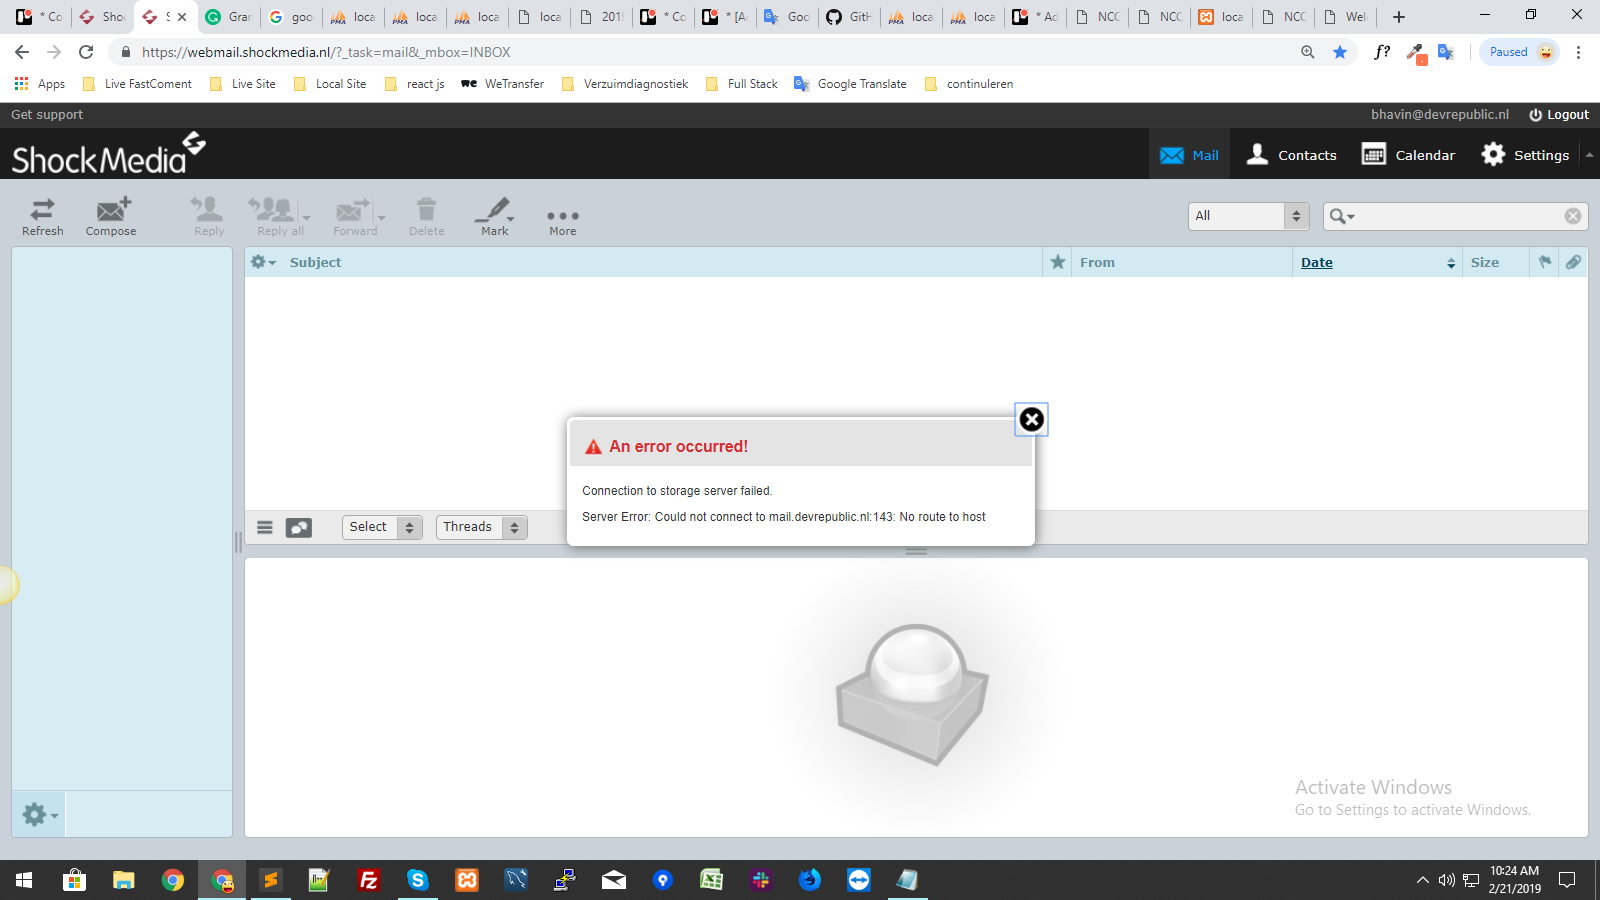 * Co
Shoc
S
Gran
goo
loca
loca
loca
loca
2019
* Co
* [A
Goo
GitH
loca
loca
* Ad
NCC
NCC
loca
NCC
Wel
https://webmail.shockmedia.nl/?_task=mail&_mbox=INBOX
f?
Paused
Apps
Live FastComent
Live Site
Local Site
react js
we WeTransfer
Verzuimdiagnostiek
Full Stack
Google Translate
continuleren
Get support
bhavin@devrepublic.nl
Logout
ShockMedia
Mail
Contacts
Calendar
Settings
Refresh
Compose
Reply
Reply all
Forward
Delete
Mark
More
All
Subject
From
Date
Size
An error occurred!
Connection to storage server failed.
Server Error: Could not connect to mail.devrepublic.nl:143: No route to host
Select
Threads
Activate Windows
Go to Settings to activate Windows.
10:24 AM
2/21/2019